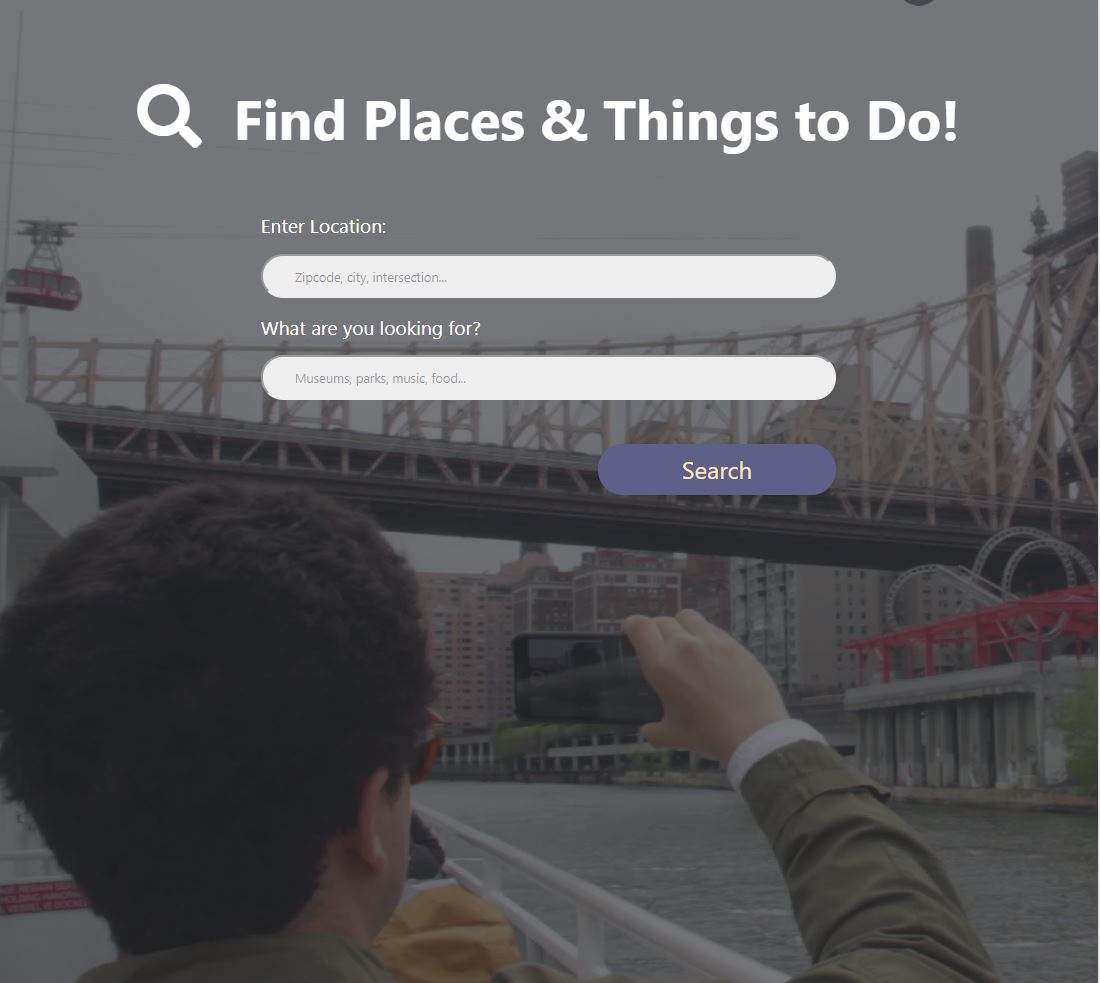 Find Places & Things to Do!
Enter Location:
Zipcode, city, intersection...
What are you looking for?
Museums, parks, music, food...
Search